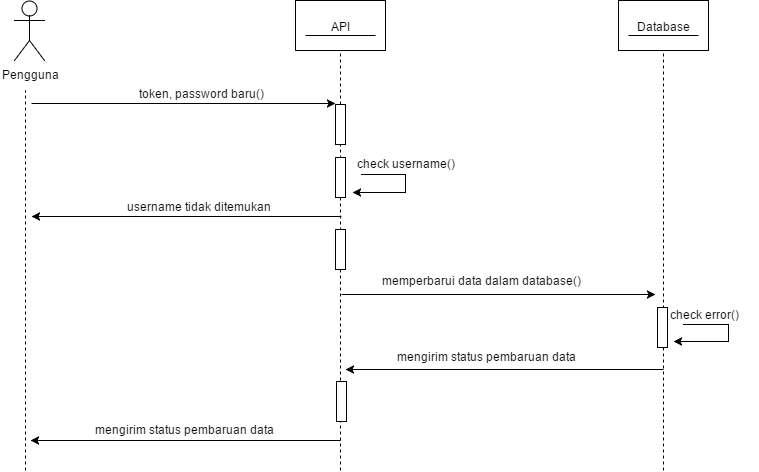 API
Database
Pengguna
token, password baru()
check username()
username tidak ditemukan
memperbarui data dalam database()
check error()
mengirim status pembaruan data
mengirim status pembaruan data